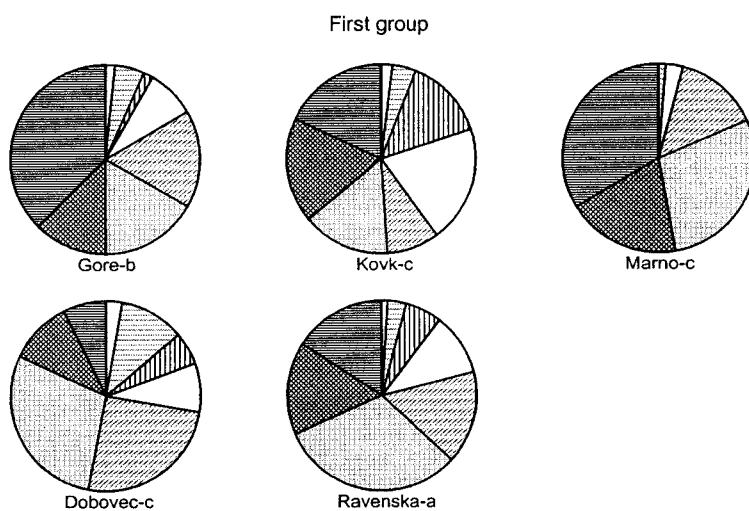 First group
Gore-b
Kovk-c
Marno-c
Dobovec-c
Ravenska-a